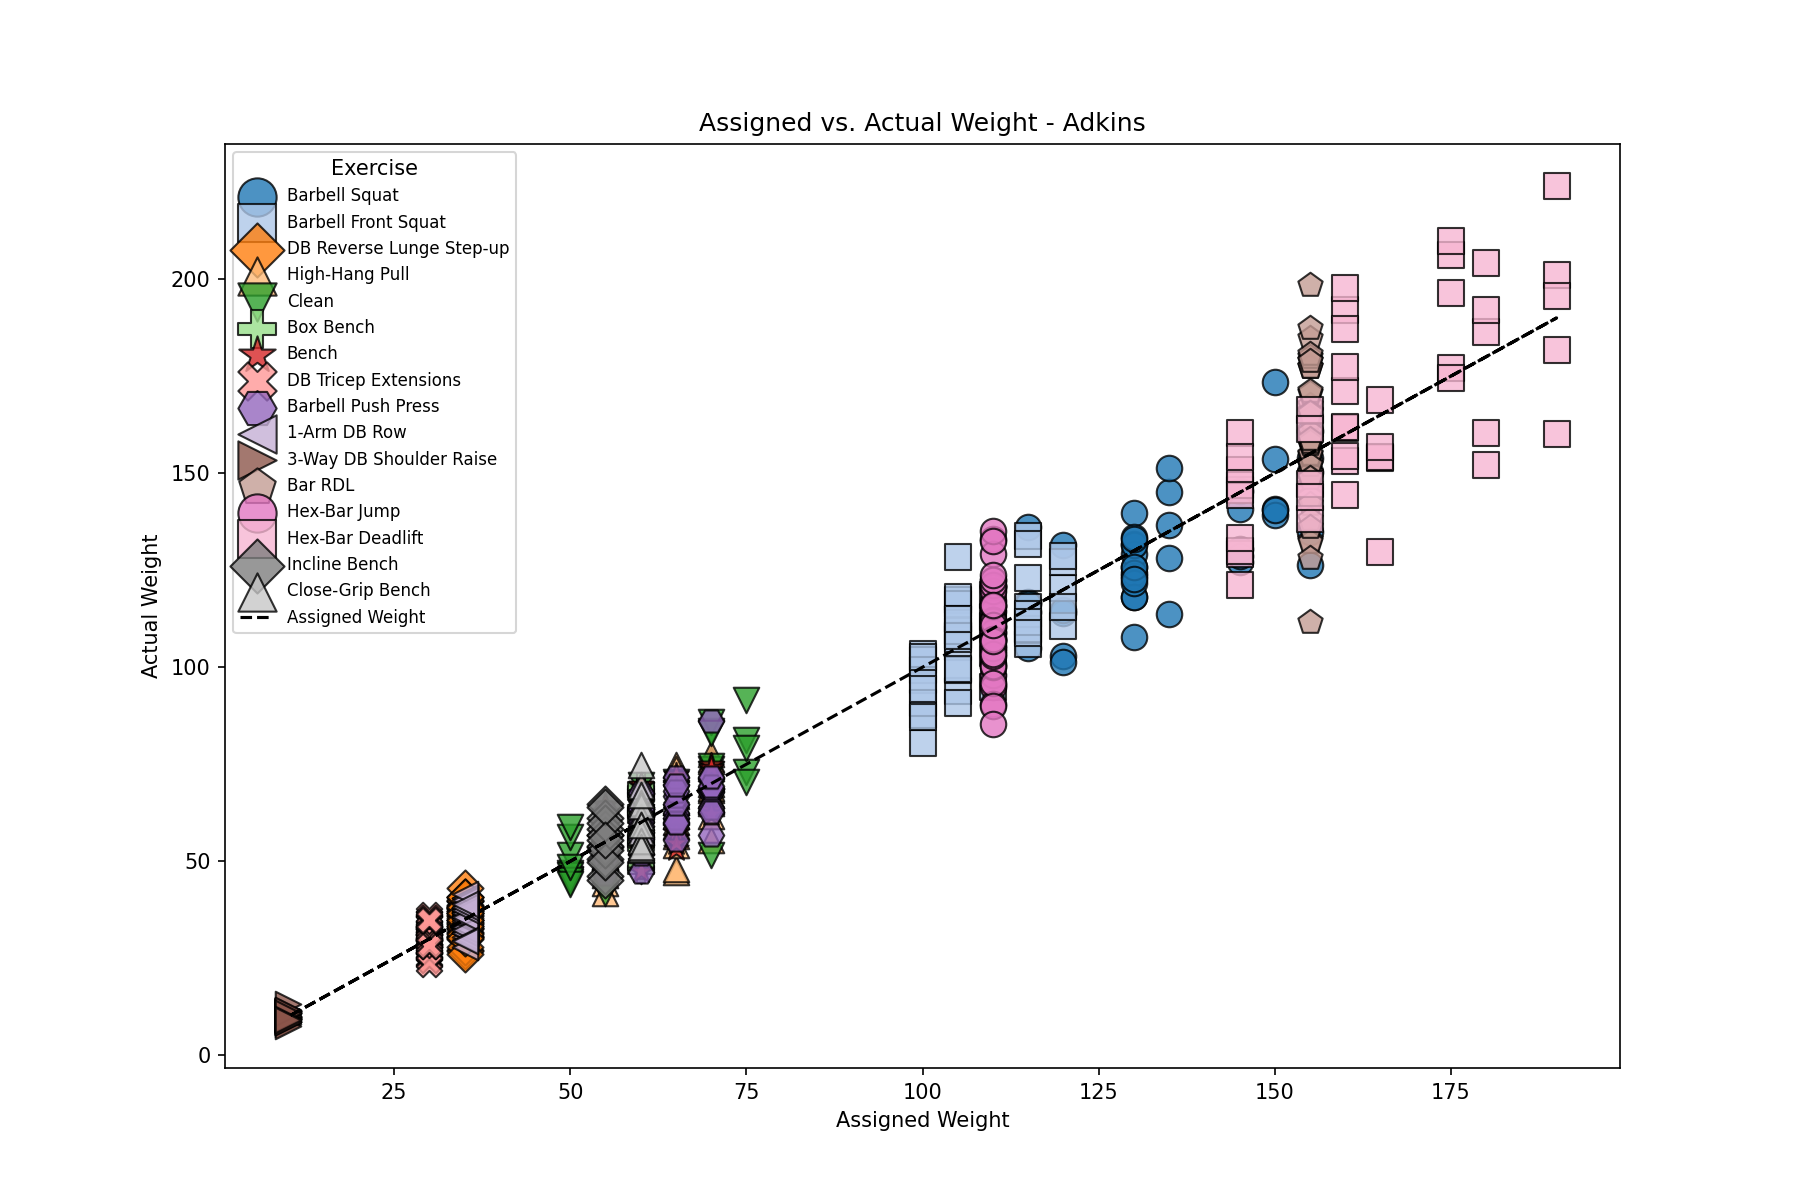 Assigned vs. Actual Weight - Adkins
Exercise
Barbell Squat
Barbell Front Squat
DB Reverse Lunge Step-up
High-Hang Pull
Clean
Box Bench
Bench
DB Tricep Extensions
Barbell Push Press
1-Arm DB Row
3-Way DB Shoulder Raise
Bar RDL
Hex-Bar Jump
Hex-Bar Deadlift
Incline Bench
Close-Grip Bench
Assigned Weight
Actual Weight
200
150
100
50
0
25 50 75 100 125 150 175
Assigned Weight